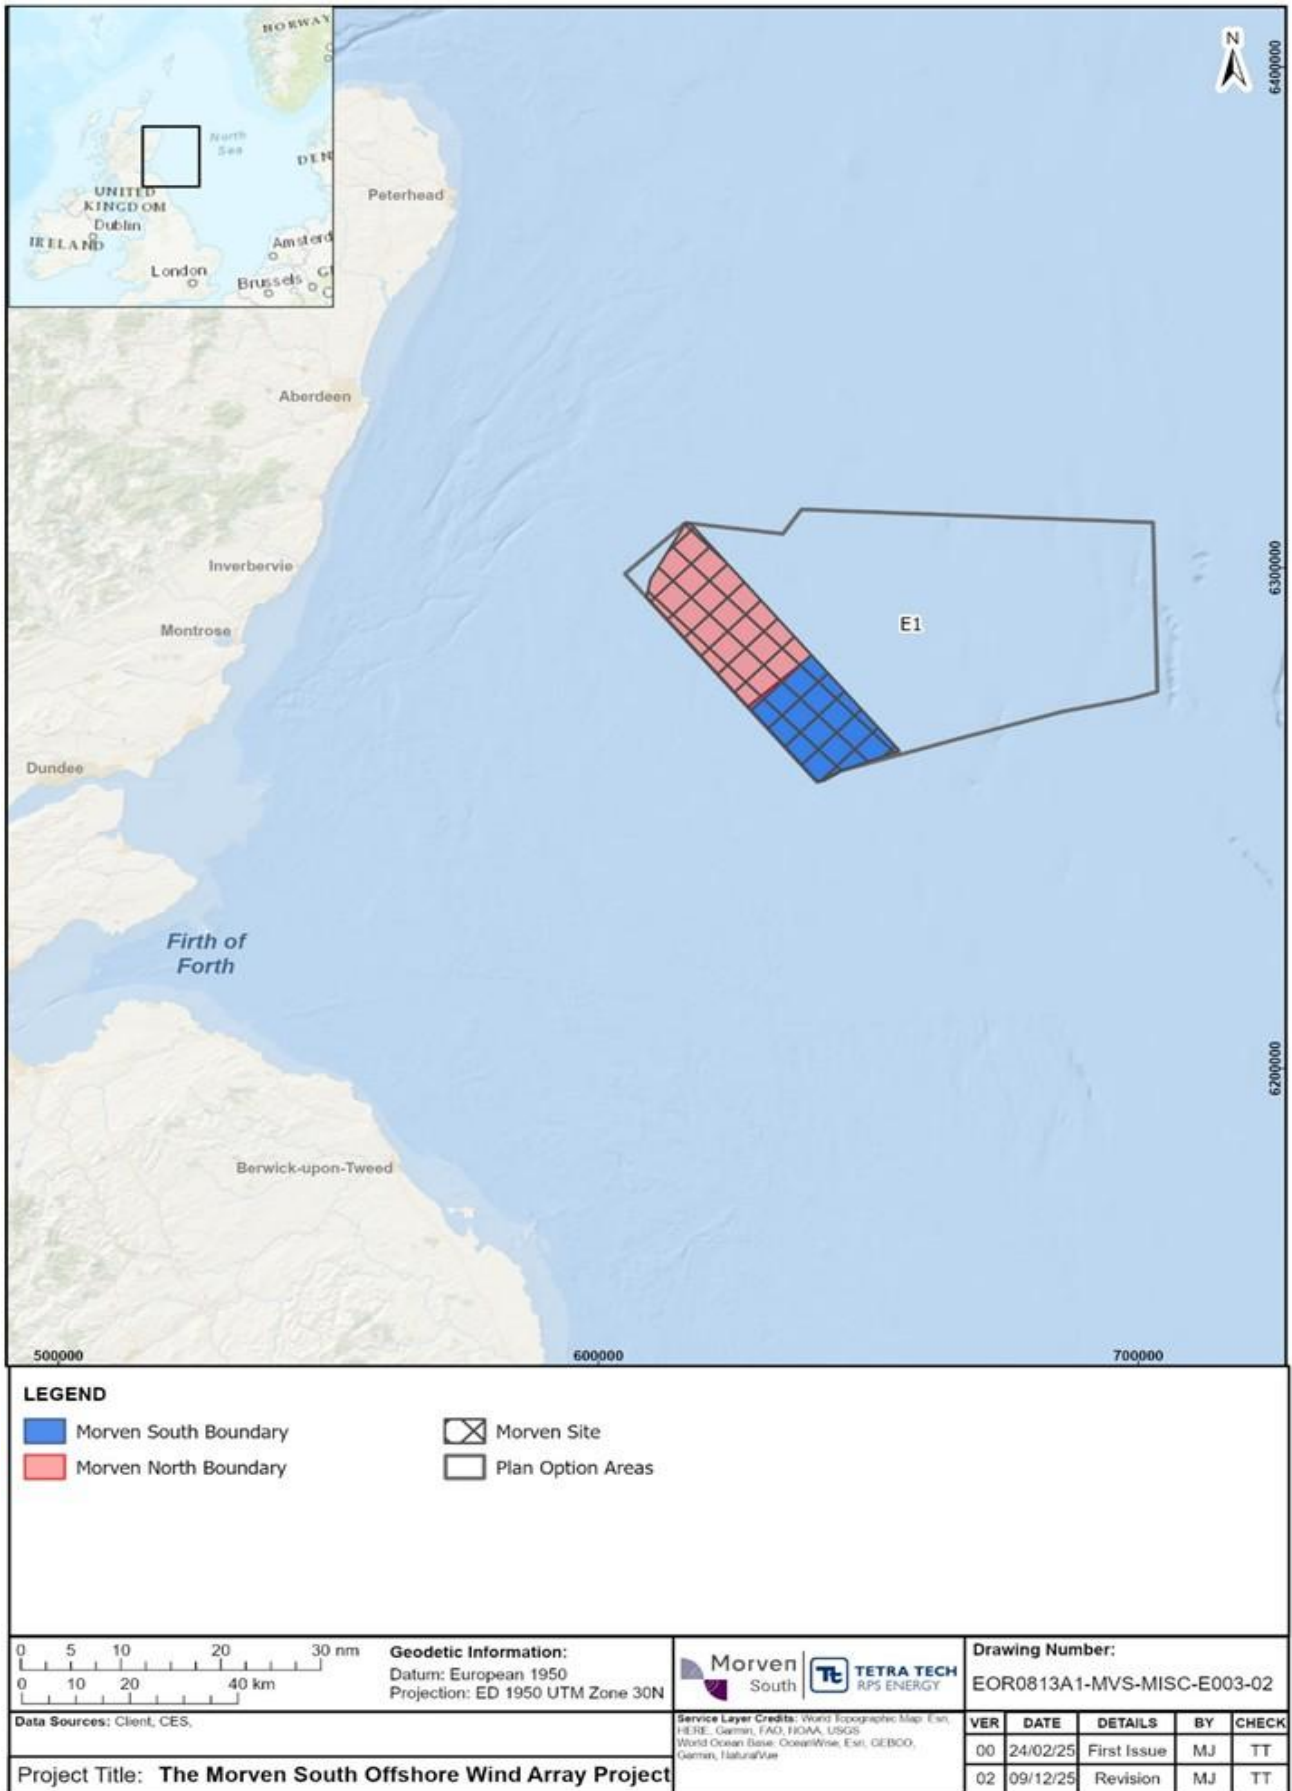 NORWAY
North
Sea
DEN
UNITED
KINGDOM
Dublin
IRELAND
Amsterd
London
Brussels
N
6400000
Peterhead
Aberdeen
Inverbervie
6300000
E1
Montrose
Dundee
Firth of
Forth
6200000
Berwick-upon-Tweed
500000 600000 700000
LEGEND
Morven South Boundary
Morven North Boundary
Morven Site
Plan Option Areas
0 5 10 20 30 nm
0 10 20 40 km
Geodetic Information:
Datum: European 1950
Projection: ED 1950 UTM Zone 30N
Morven
South
Tt TETRA TECH
RPS ENERGY
Drawing Number:
EOR0813A1-MVS-MISC-E003-02
Data Sources: Client, CES,
Service Layer Credits: World Topographic Map: Esri,
HERE, Garmin, FAO, NOAA, USGS
World Ocean Base: OceanWise, Esri, GEBCO,
Garmin, NaturalVue
VER DATE DETAILS BY CHECK
00 24/02/25 First Issue MJ TT
02 09/12/25 Revision MJ TT
Project Title: The Morven South Offshore Wind Array Project